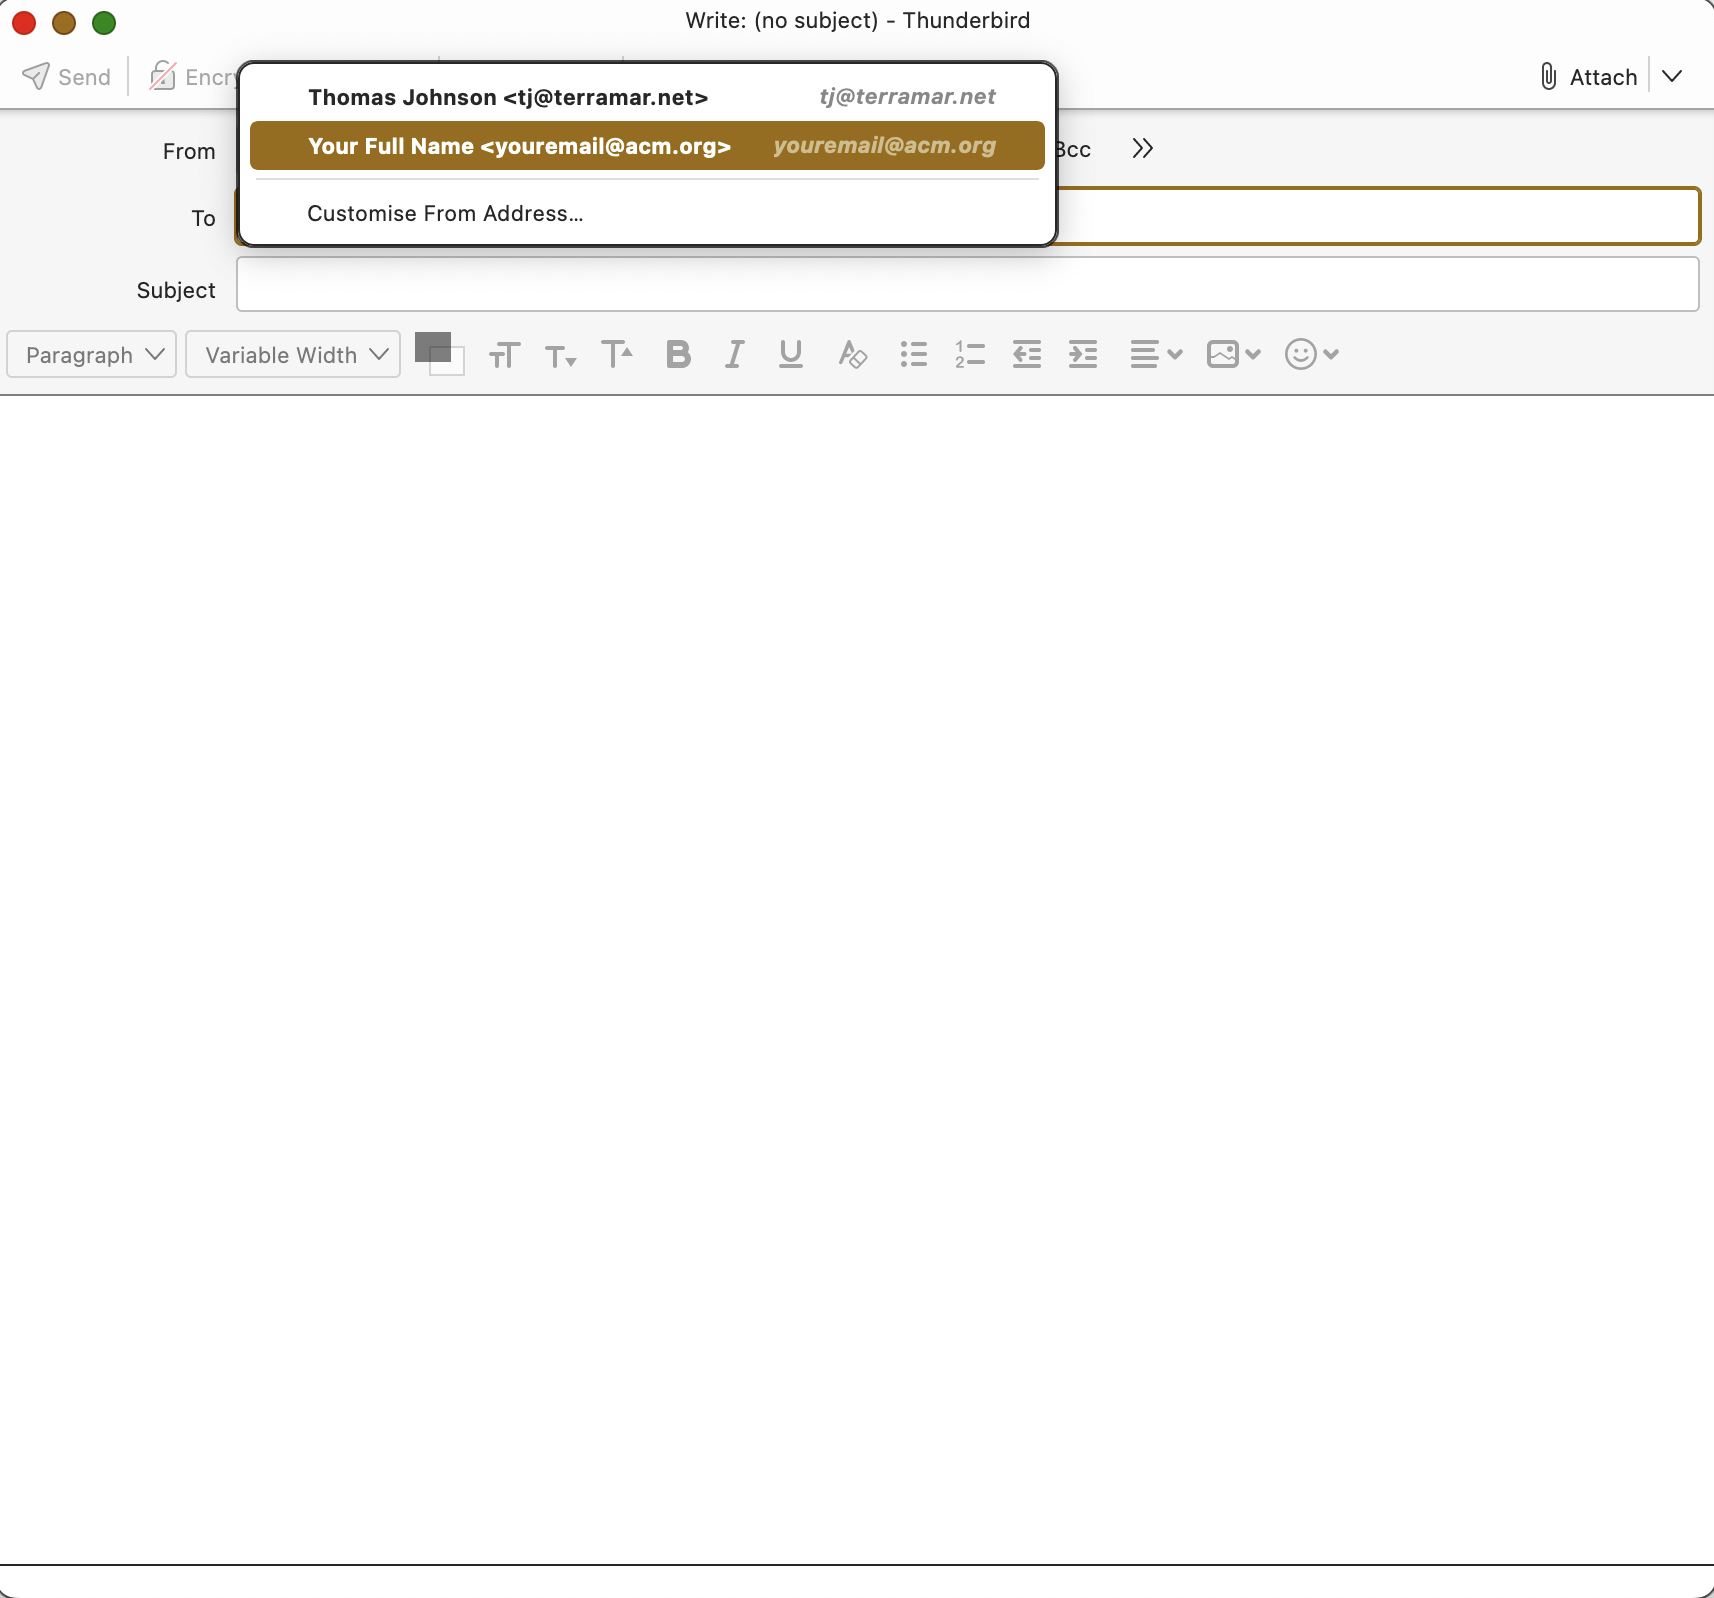 Write: (no subject) - Thunderbird
Send
Attach
Thomas Johnson <tj@terramar.net> tj@terramar.net
From
Your Full Name <youremail@acm.org> youremail@acm.org
Bcc
To
Customise From Address...
Subject
Paragraph
Variable Width